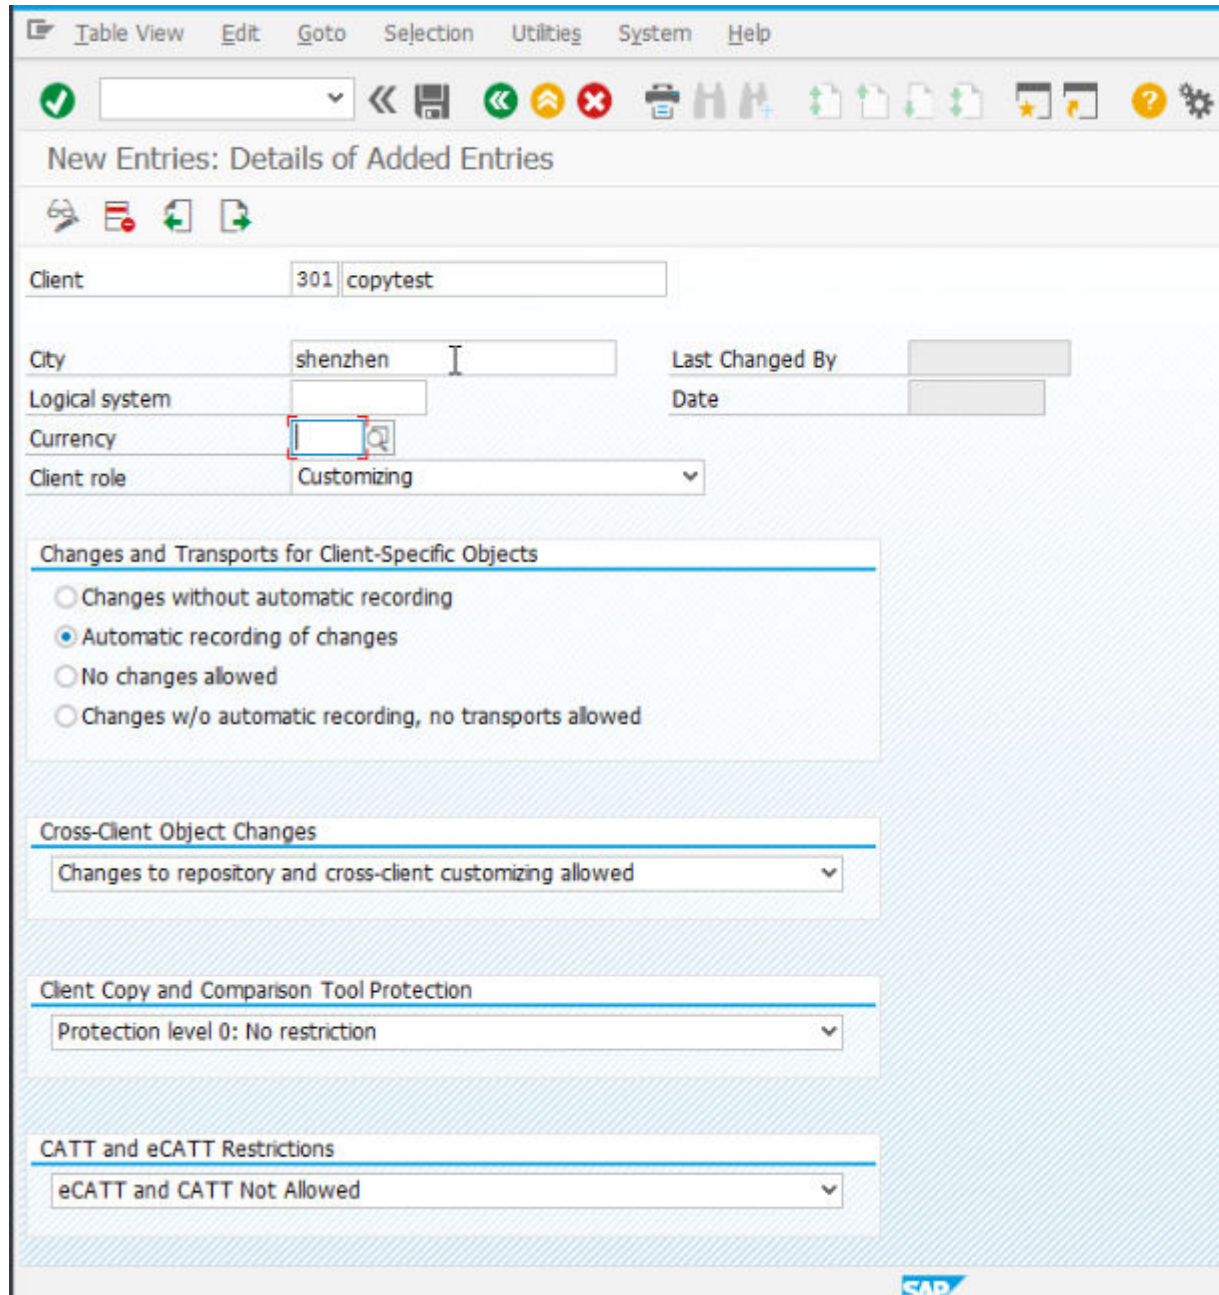 Table View Edit Goto Selection Utilities System Help
New Entries: Details of Added Entries
Client 301 copytest
City shenzhen Last Changed By
Logical system Date
Currency
Client role Customizing
Changes and Transports for Client-Specific Objects
Changes without automatic recording
Automatic recording of changes
No changes allowed
Changes w/o automatic recording, no transports allowed
Cross-Client Object Changes
Changes to repository and cross-client customizing allowed
Client Copy and Comparison Tool Protection
Protection level 0: No restriction
CATT and eCATT Restrictions
eCATT and CATT Not Allowed
SAP